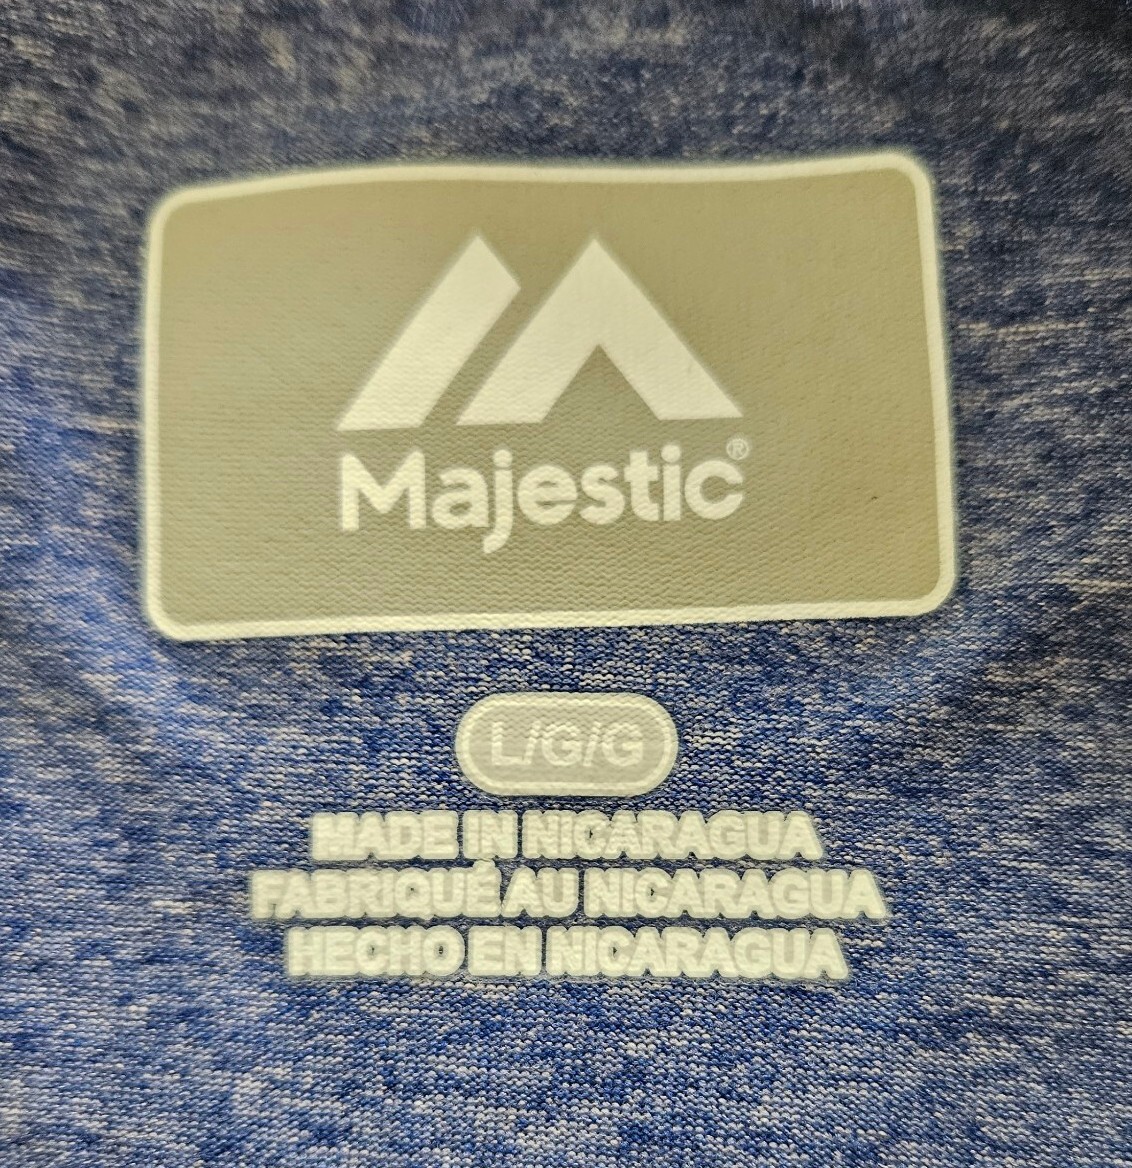 Majestic®
L/G/G
MADE IN NICARAGUA
FABRIQUÉ AU NICARAGUA
HECHO EN NICARAGUA